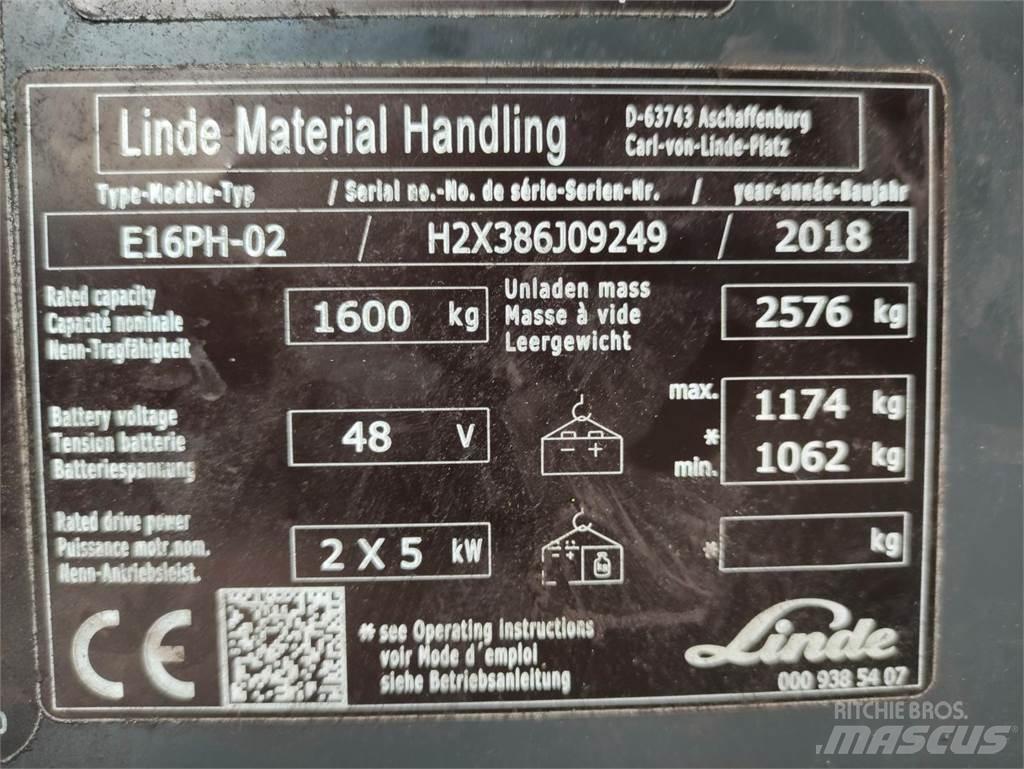 Linde Material Handling
D-63743 Aschaffenburg
Carl-von-Linde-Platz
Type-Modèle-Typ / Serial no.-No. de série-Serien-Nr. / year-année-Baujahr
E16PH-02 / H2X386J09249 / 2018
Rated capacity
Capacité nominale
Nenn-Tragfähigkeit
1600 kg
Unladen mass
Masse à vide
Leergewicht
2576 kg
Battery voltage
Tension batterie
Batteriespannung
48 V
- +
max. 1174 kg
*
min. 1062 kg
Rated drive power
Puissance motr.nom.
Nenn-Antriebsleist.
2 X 5 kW
* kg
CE
* see Operating instructions
voir Mode d'emploi
siehe Betriebsanleitung
Linde
000 938 54 07
RITCHIE BROS.
MASCUS